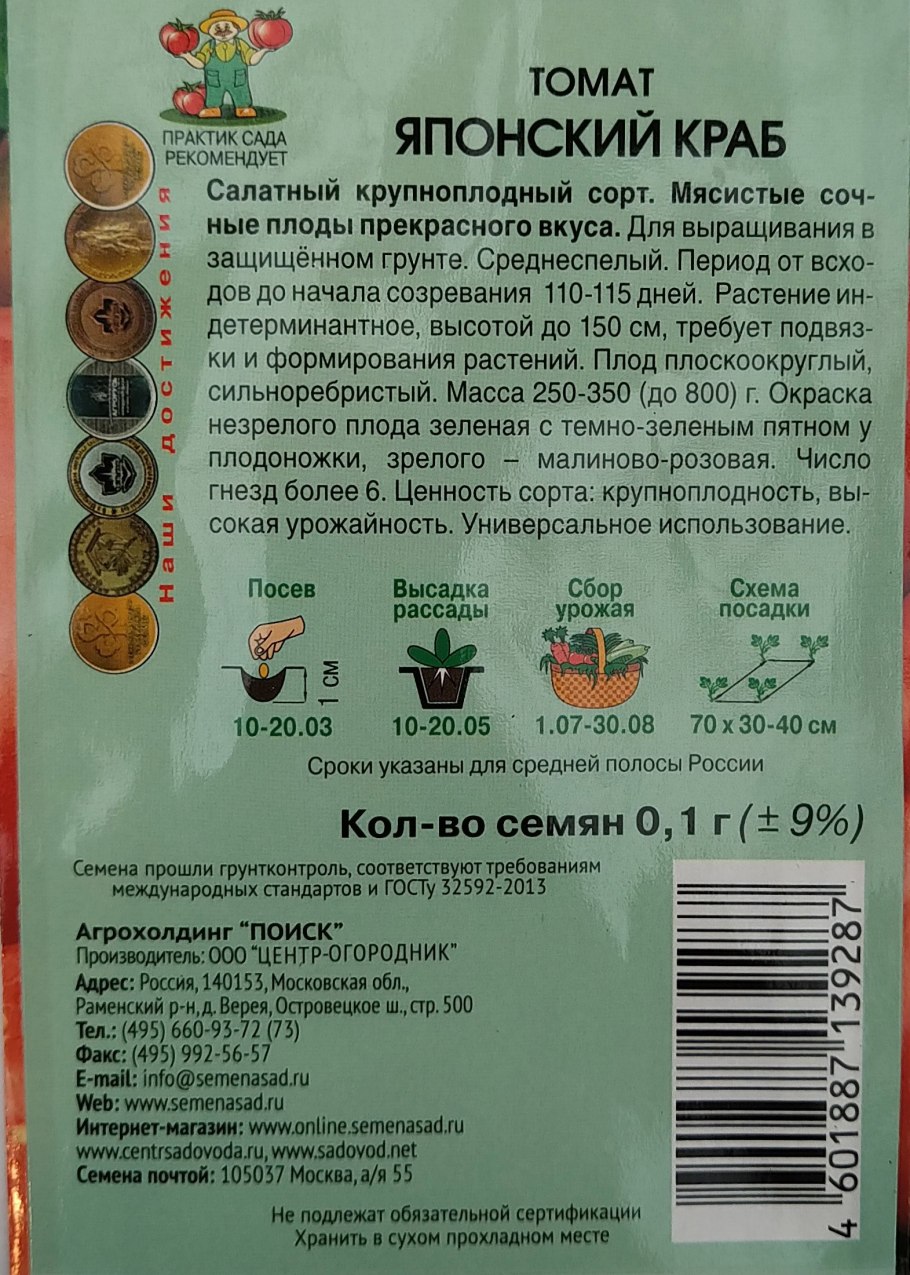 ПРАКТИК САДА
РЕКОМЕНДУЕТ
Наши достижения
ТОМАТ
ЯПОНСКИЙ КРАБ
Салатный крупноплодный сорт. Мясистые соч-
ные плоды прекрасного вкуса. Для выращивания в
защищённом грунте. Среднеспелый. Период от всхо-
дов до начала созревания 110-115 дней. Растение ин-
детерминантное, высотой до 150 см, требует подвяз-
ки и формирования растений. Плод плоскоокруглый,
сильноребристый. Масса 250-350 (до 800) г. Окраска
незрелого плода зеленая с темно-зеленым пятном у
плодоножки, зрелого – малиново-розовая. Число
гнезд более 6. Ценность сорта: крупноплодность, вы-
сокая урожайность. Универсальное использование.
Посев
1 см
10-20.03
Высадка
рассады
10-20.05
Сбор
урожая
1.07-30.08
Схема
посадки
70 х 30-40 см
Сроки указаны для средней полосы России
Кол-во семян 0,1 г (± 9%)
Семена прошли грунтконтроль, соответствуют требованиям
международных стандартов и ГОСТу 32592-2013
Агрохолдинг “ПОИСК”
Производитель: ООО “ЦЕНТР-ОГОРОДНИК”
Адрес: Россия, 140153, Московская обл.,
Раменский р-н, д. Верея, Островецкое ш., стр. 500
Тел.: (495) 660-93-72 (73)
Факс: (495) 992-56-57
E-mail: info@semenasad.ru
Web: www.semenasad.ru
Интернет-магазин: www.online.semenasad.ru
www.centrsadovoda.ru, www.sadovod.net
Семена почтой: 105037 Москва, а/я 55
4 601887 139287
Не подлежат обязательной сертификации
Хранить в сухом прохладном месте